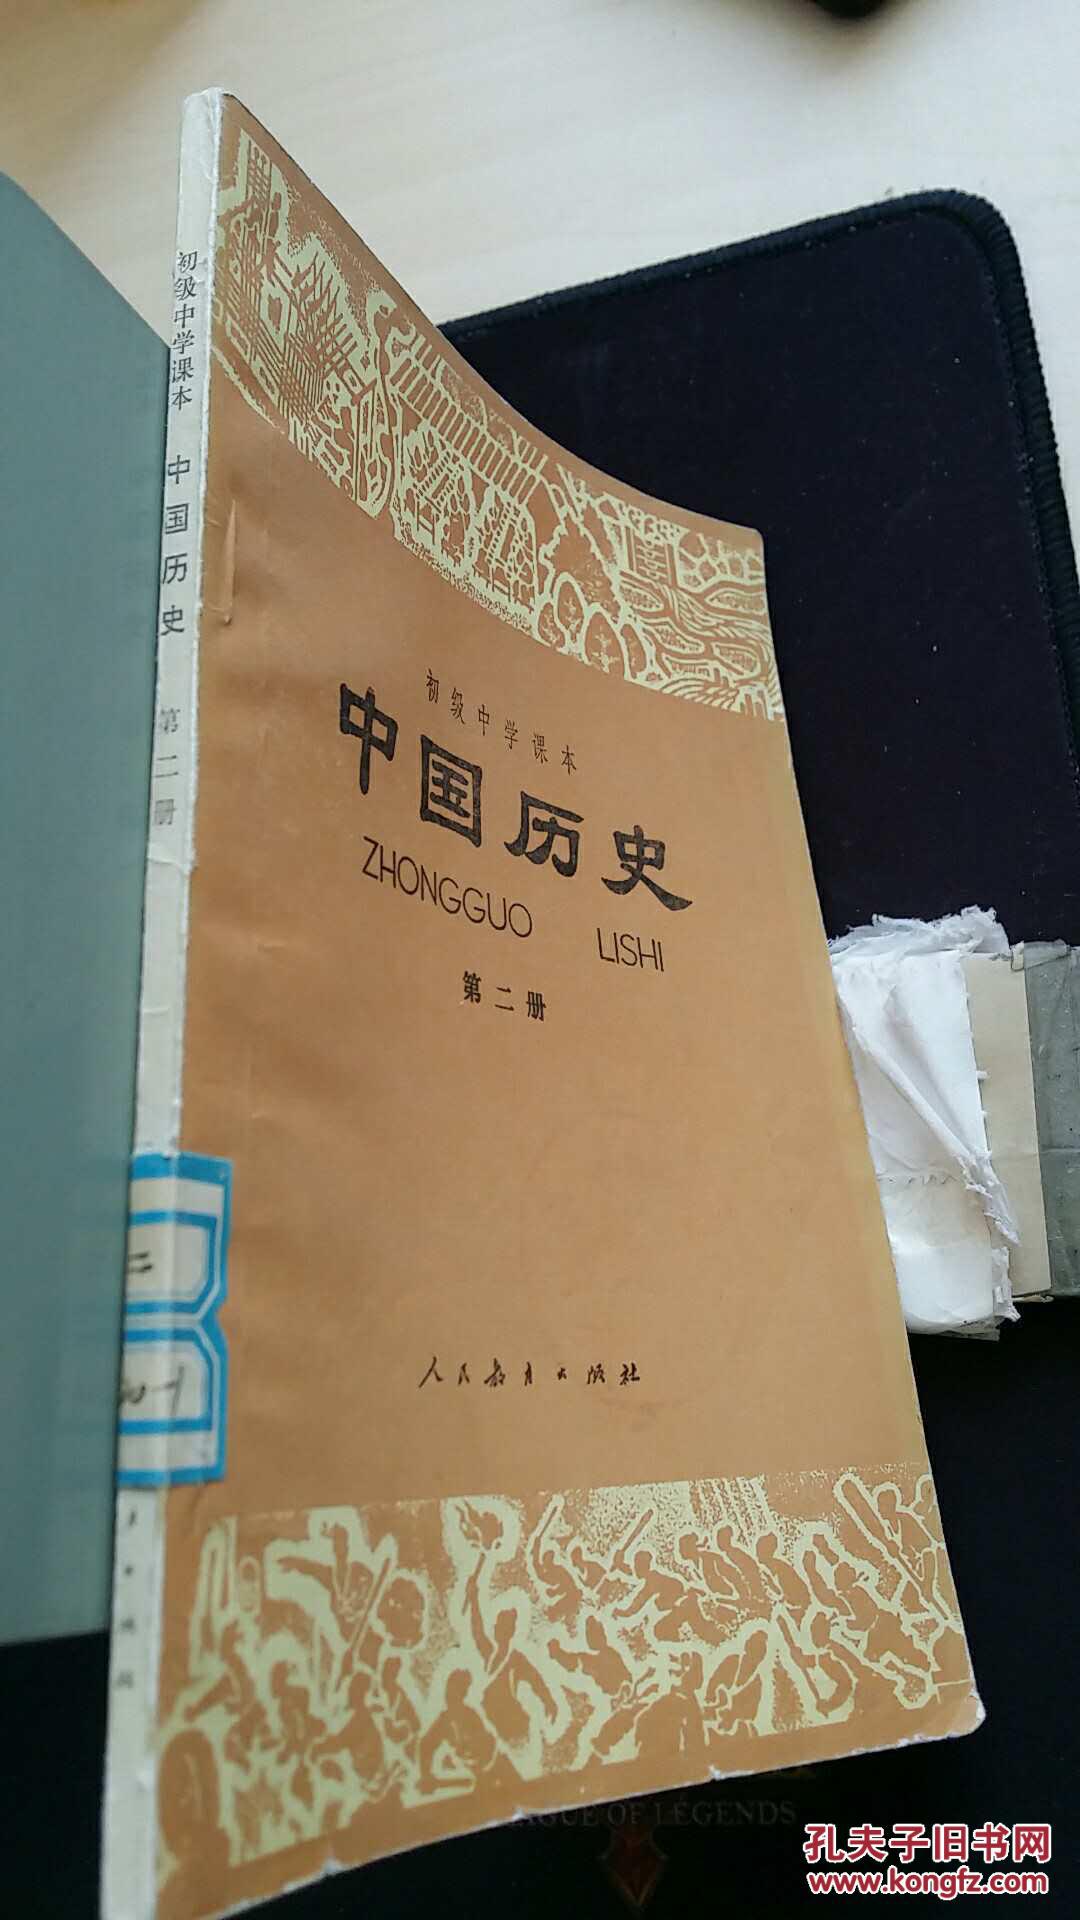 初级中学课本 中国历史 第二册
初级中学课本
中国历史
ZHONGGUO LISHI
第二册
人民教育出版社
二
OF LEGENDS
孔夫子旧书网
www.kongfz.com